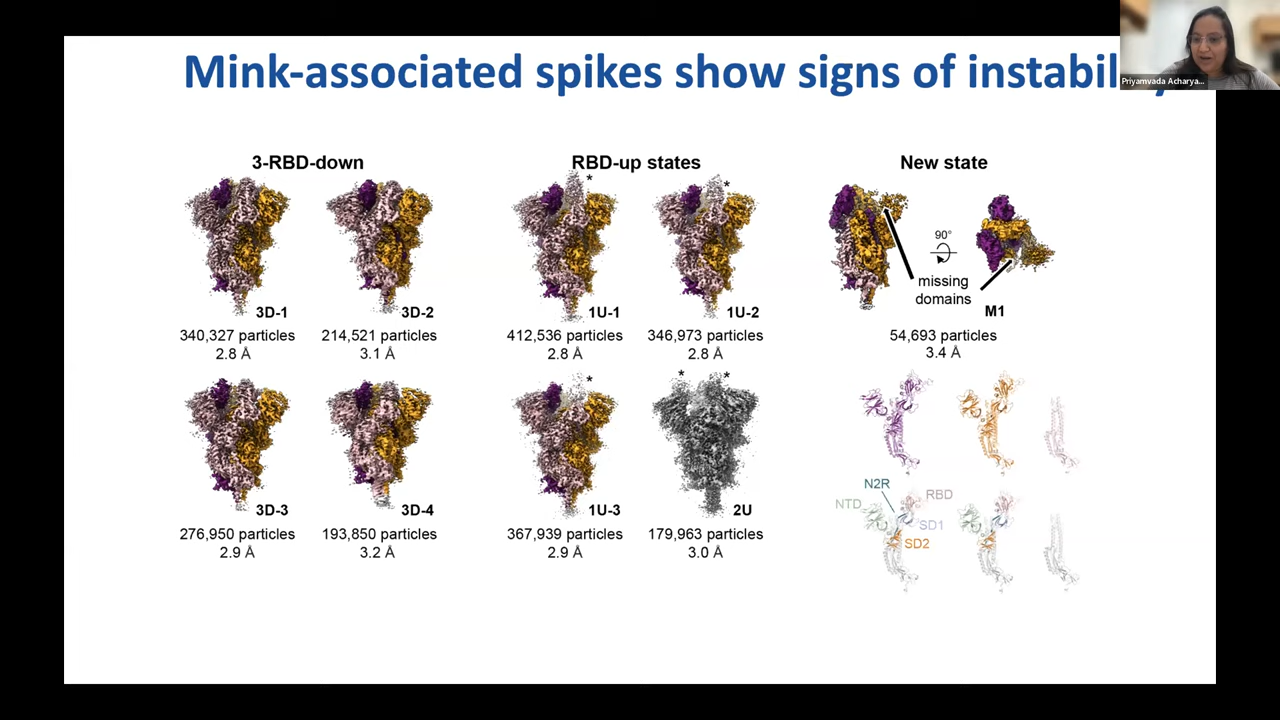 Mink-associated spikes show signs of instabil
Priyamvada Acharya...
3-RBD-down
RBD-up states
New state
* *
90°
missing
domains
3D-1 3D-2 1U-1 1U-2 M1
340,327 particles 214,521 particles 412,536 particles 346,973 particles 54,693 particles
2.8 Å 3.1 Å 2.8 Å 2.8 Å 3.4 Å
* * *
N2R RBD
NTD
SD1
SD2
3D-3 3D-4 1U-3 2U
276,950 particles 193,850 particles 367,939 particles 179,963 particles
2.9 Å 3.2 Å 2.9 Å 3.0 Å